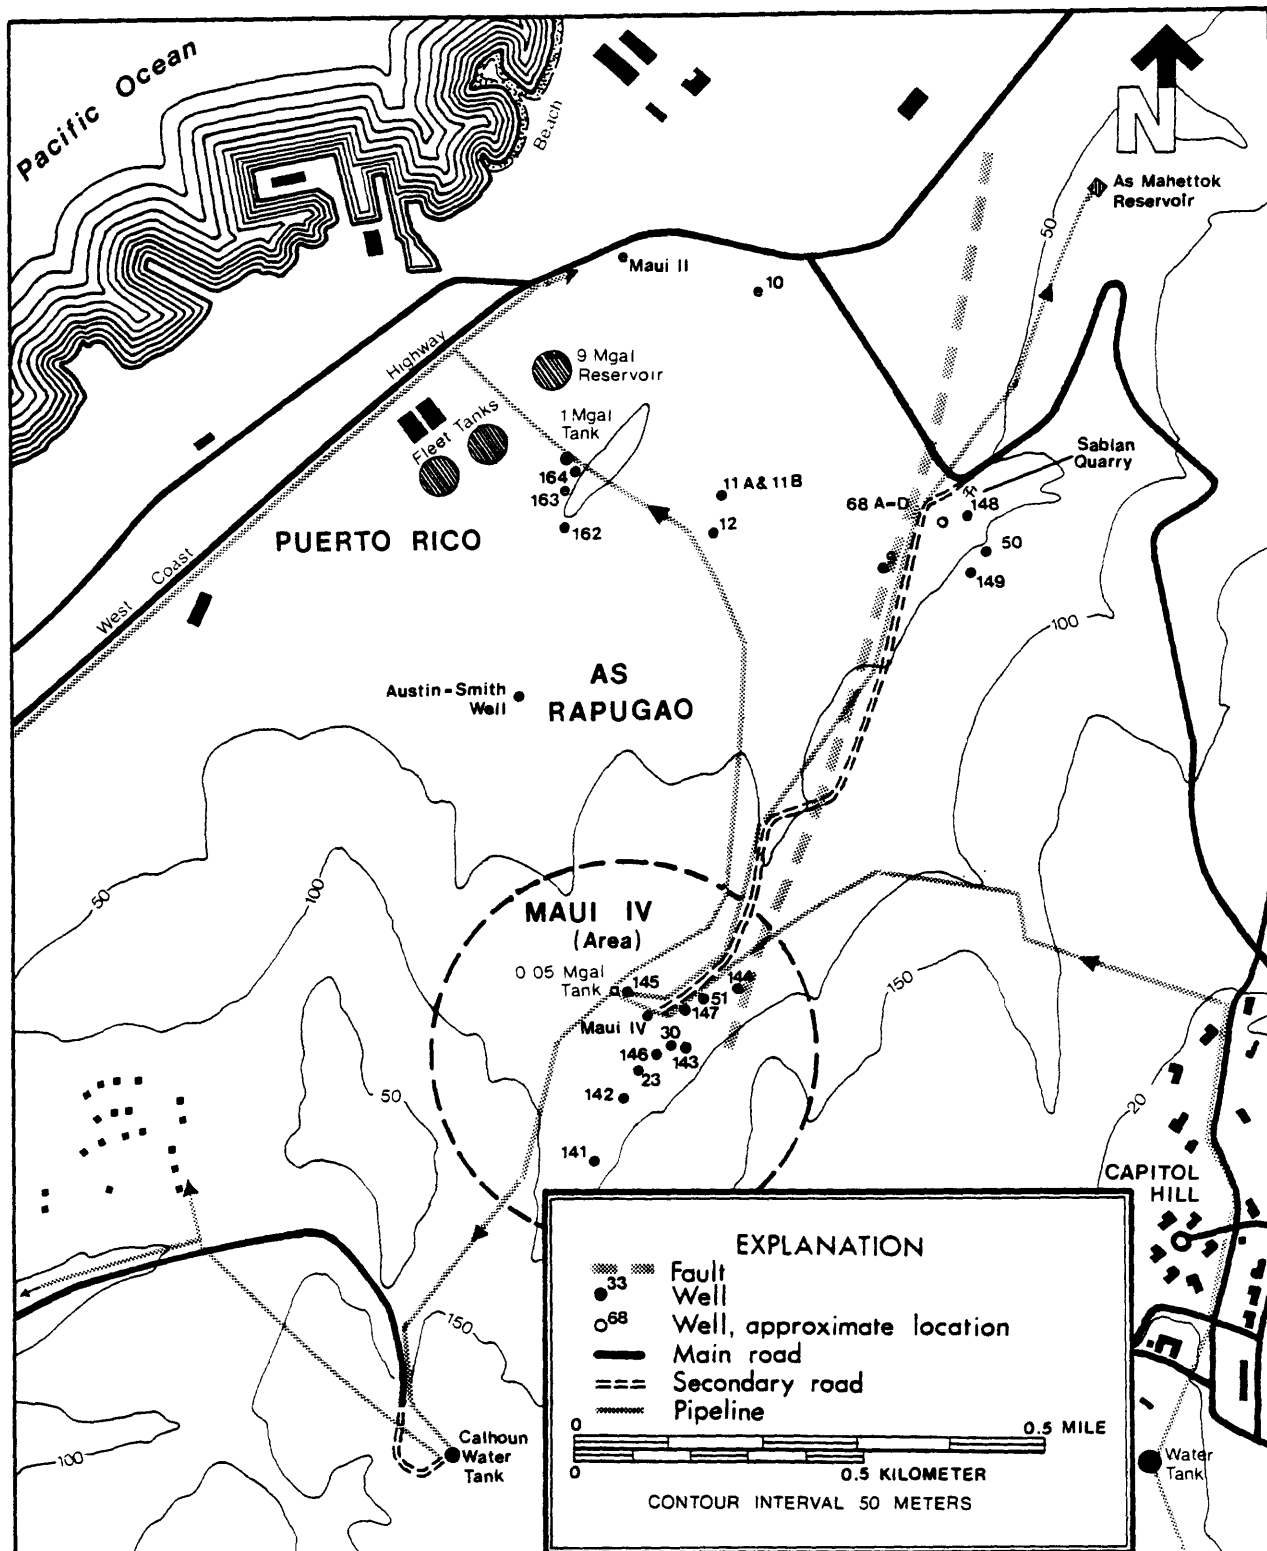 Pacific Ocean
Beach
N
As Mahettok
Reservoir
50
Maui II
10
Highway
9 Mgal
Reservoir
1 Mgal
Tank
Fleet Tanks
164
163
162
11A & 11B
12
68 A-D
Sablan
Quarry
148
50
149
9
PUERTO RICO
West Coast
100
AS
RAPUGAO
Austin-Smith
Well
50
100
MAUI IV
(Area)
0 05 Mgal
Tank
145
144
51
147
Maui IV
30
146
143
23
142
141
150
50
20
CAPITOL
HILL
150
100
Calhoun
Water
Tank
Water
Tank
EXPLANATION
Fault
33
Well
68
Well, approximate location
Main road
Secondary road
Pipeline
0 0.5 MILE
0 0.5 KILOMETER
CONTOUR INTERVAL 50 METERS